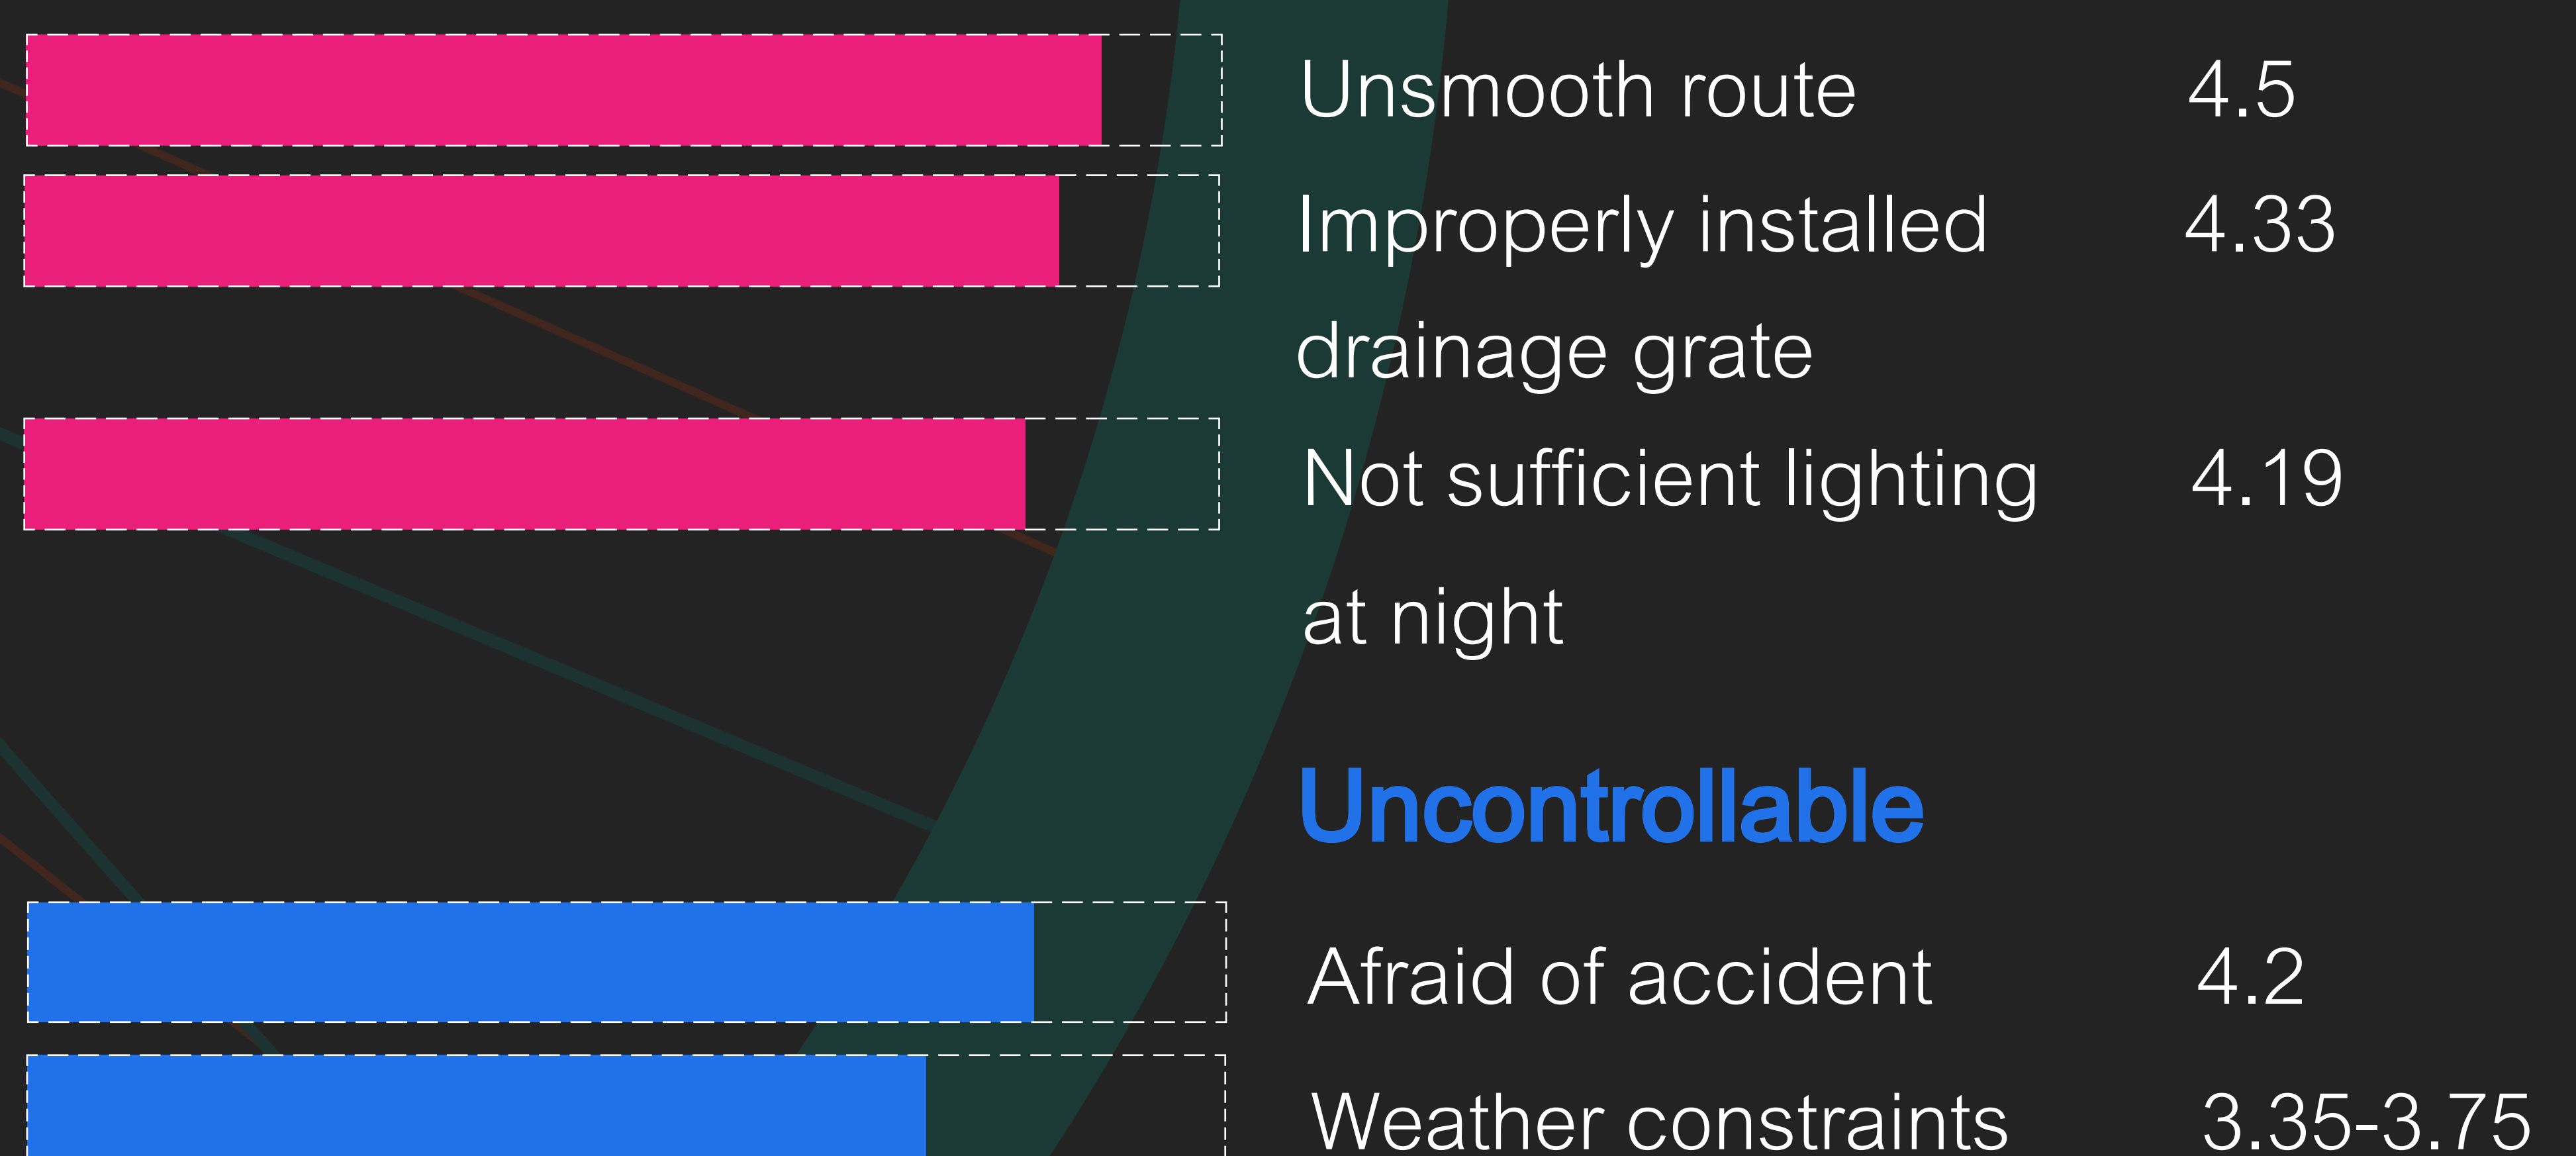 Unsmooth route 4.5
Improperly installed 4.33
drainage grate
Not sufficient lighting 4.19
at night
Uncontrollable
Afraid of accident 4.2
Weather constraints 3.35-3.75